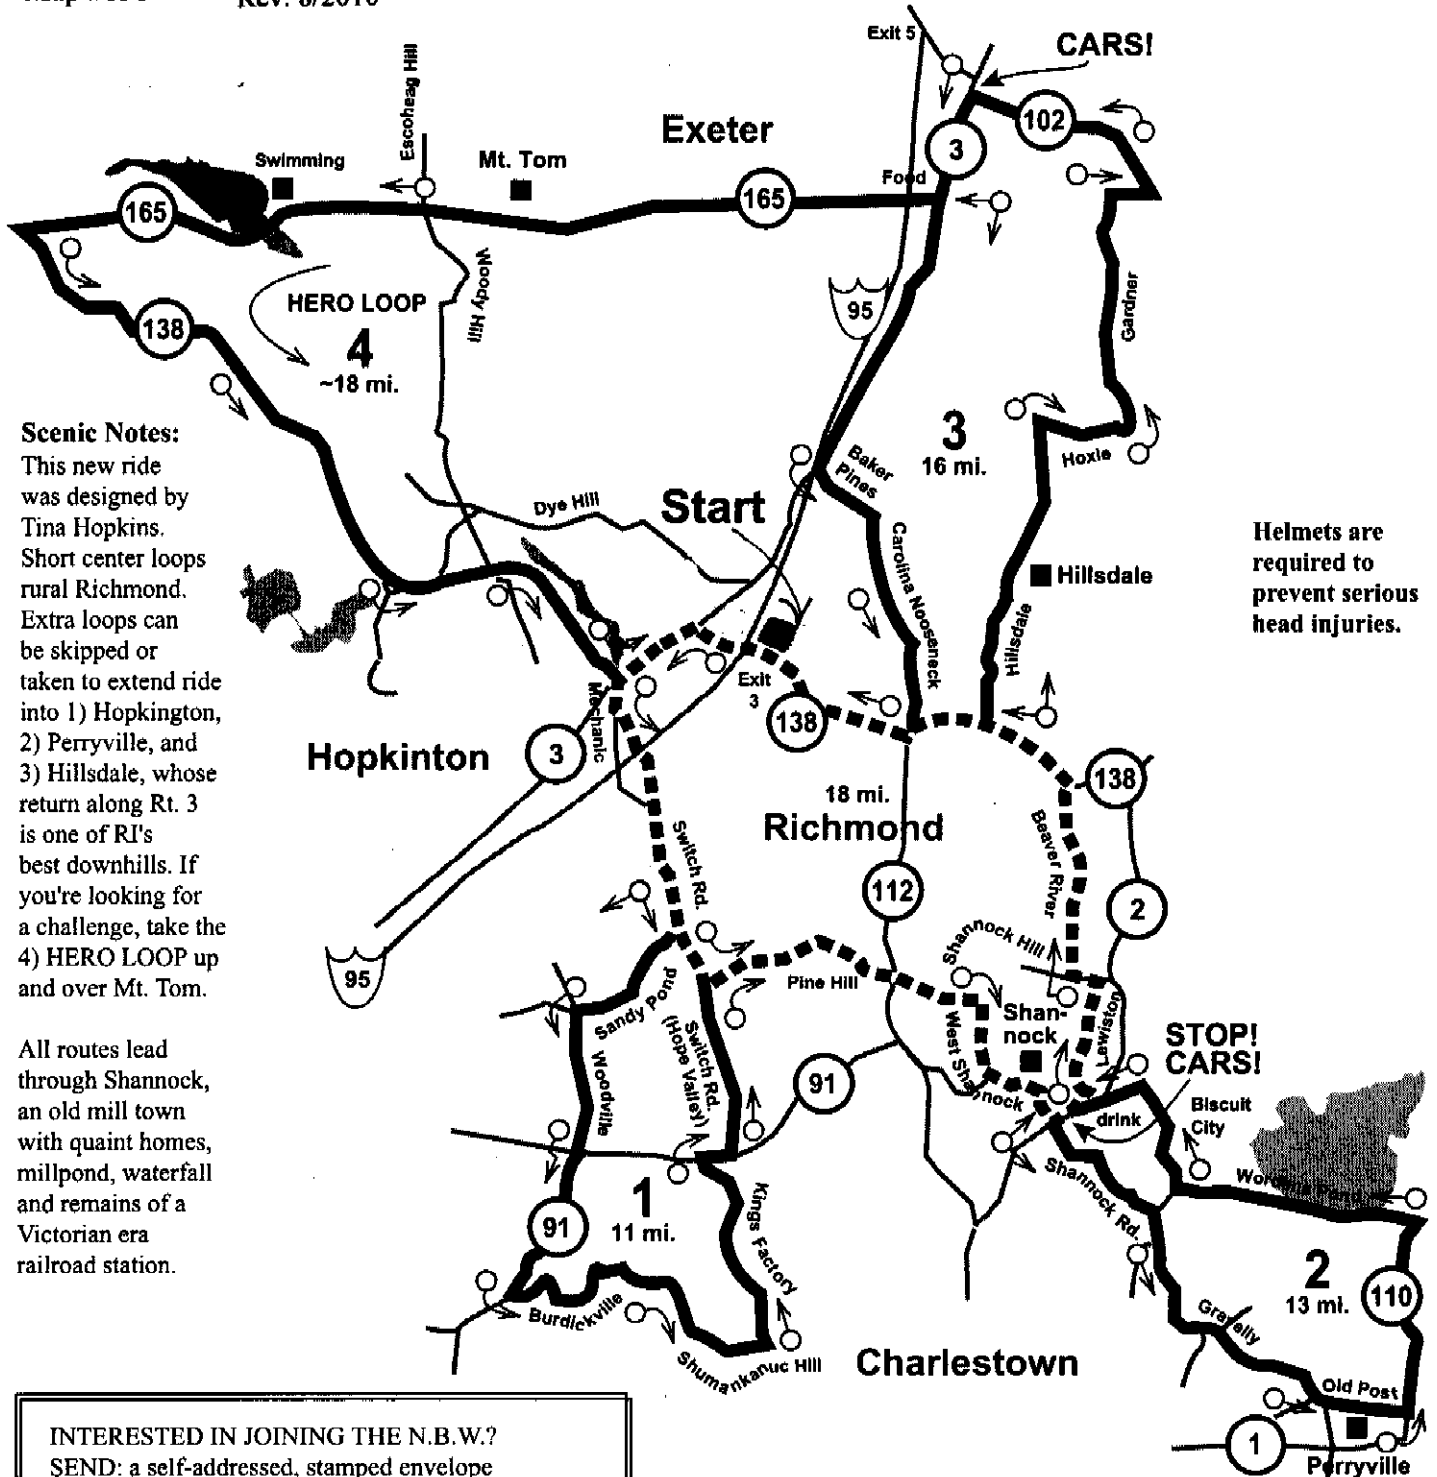 Rev. 8/2010
Exit 5
CARS!
Escoheag Hill
Exeter
102
3
Swimming
Mt. Tom
Food
165
165
Woody Hill
HERO LOOP
4
~18 mi.
95
Gardner
138
3
16 mi.
Hoxie
Baker
Pines
Start
Dye Hill
Carolina Nooseneck
Hillsdale
Hillsdale
Scenic Notes:
This new ride
was designed by
Tina Hopkins.
Short center loops
rural Richmond.
Extra loops can
be skipped or
taken to extend ride
into 1) Hopkington,
2) Perryville, and
3) Hillsdale, whose
return along Rt. 3
is one of RI's
best downhills. If
you're looking for
a challenge, take the
4) HERO LOOP up
and over Mt. Tom.
All routes lead
through Shannock,
an old mill town
with quaint homes,
millpond, waterfall
and remains of a
Victorian era
railroad station.
Helmets are
required to
prevent serious
head injuries.
Exit
3
138
Mechanic
Hopkinton
3
138
18 mi.
Richmond
Beaver River
Switch Rd.
112
2
Shannock Hill
95
Pine Hill
Sandy Pond
Switch Rd.
(Hope Valley)
West Shannock
Shan-
nock
Lewiston
STOP!
CARS!
Woodville
91
drink
Biscuit
City
Wordens Pond
Shannock Rd.
1
11 mi.
91
Kings Factory
2
13 mi.
110
Burdickville
Shumankanuc Hill
Gravelly
Charlestown
Old Post
1
Perryville
INTERESTED IN JOINING THE N.B.W.?
SEND: a self-addressed, stamped envelope